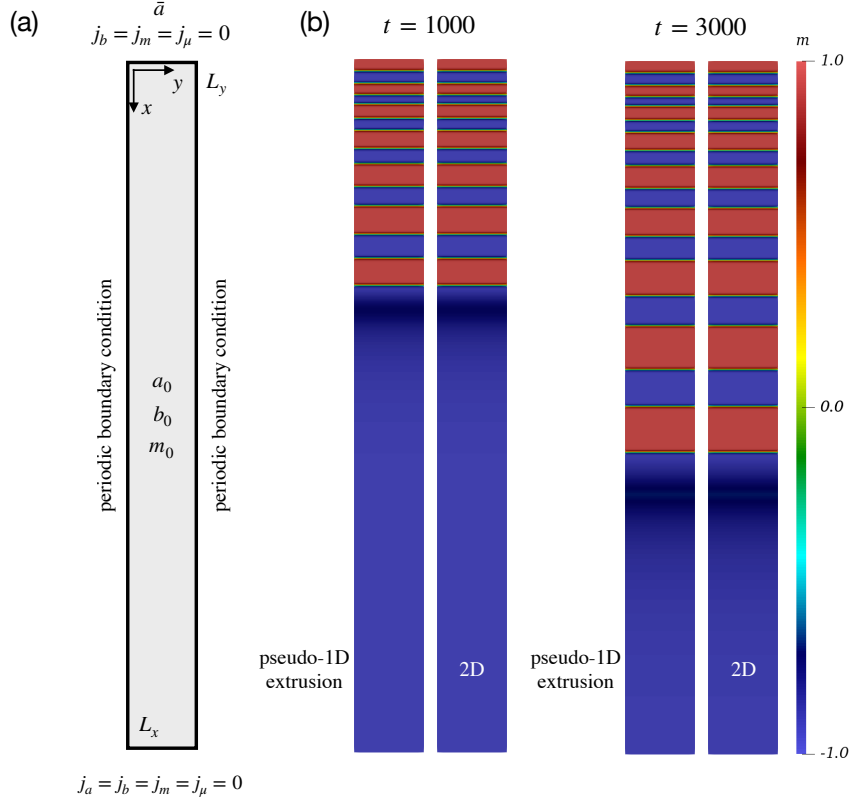 (a)
ā
j_b = j_m = j_μ = 0
y
L_y
x
periodic boundary condition
a_0
b_0
m_0
periodic boundary condition
L_x
j_a = j_b = j_m = j_μ = 0
(b)
t = 1000
t = 3000
pseudo-1D
extrusion
2D
pseudo-1D
extrusion
2D
m
1.0
0.0
-1.0